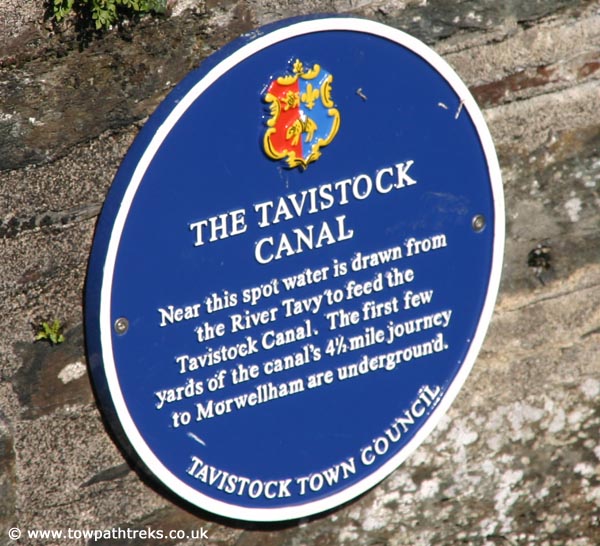 THE TAVISTOCK
CANAL
Near this spot water is drawn from
the River Tavy to feed the
Tavistock Canal. The first few
yards of the canal's 4½ mile journey
to Morwellham are underground.
TAVISTOCK TOWN COUNCIL
© www.towpathtreks.co.uk